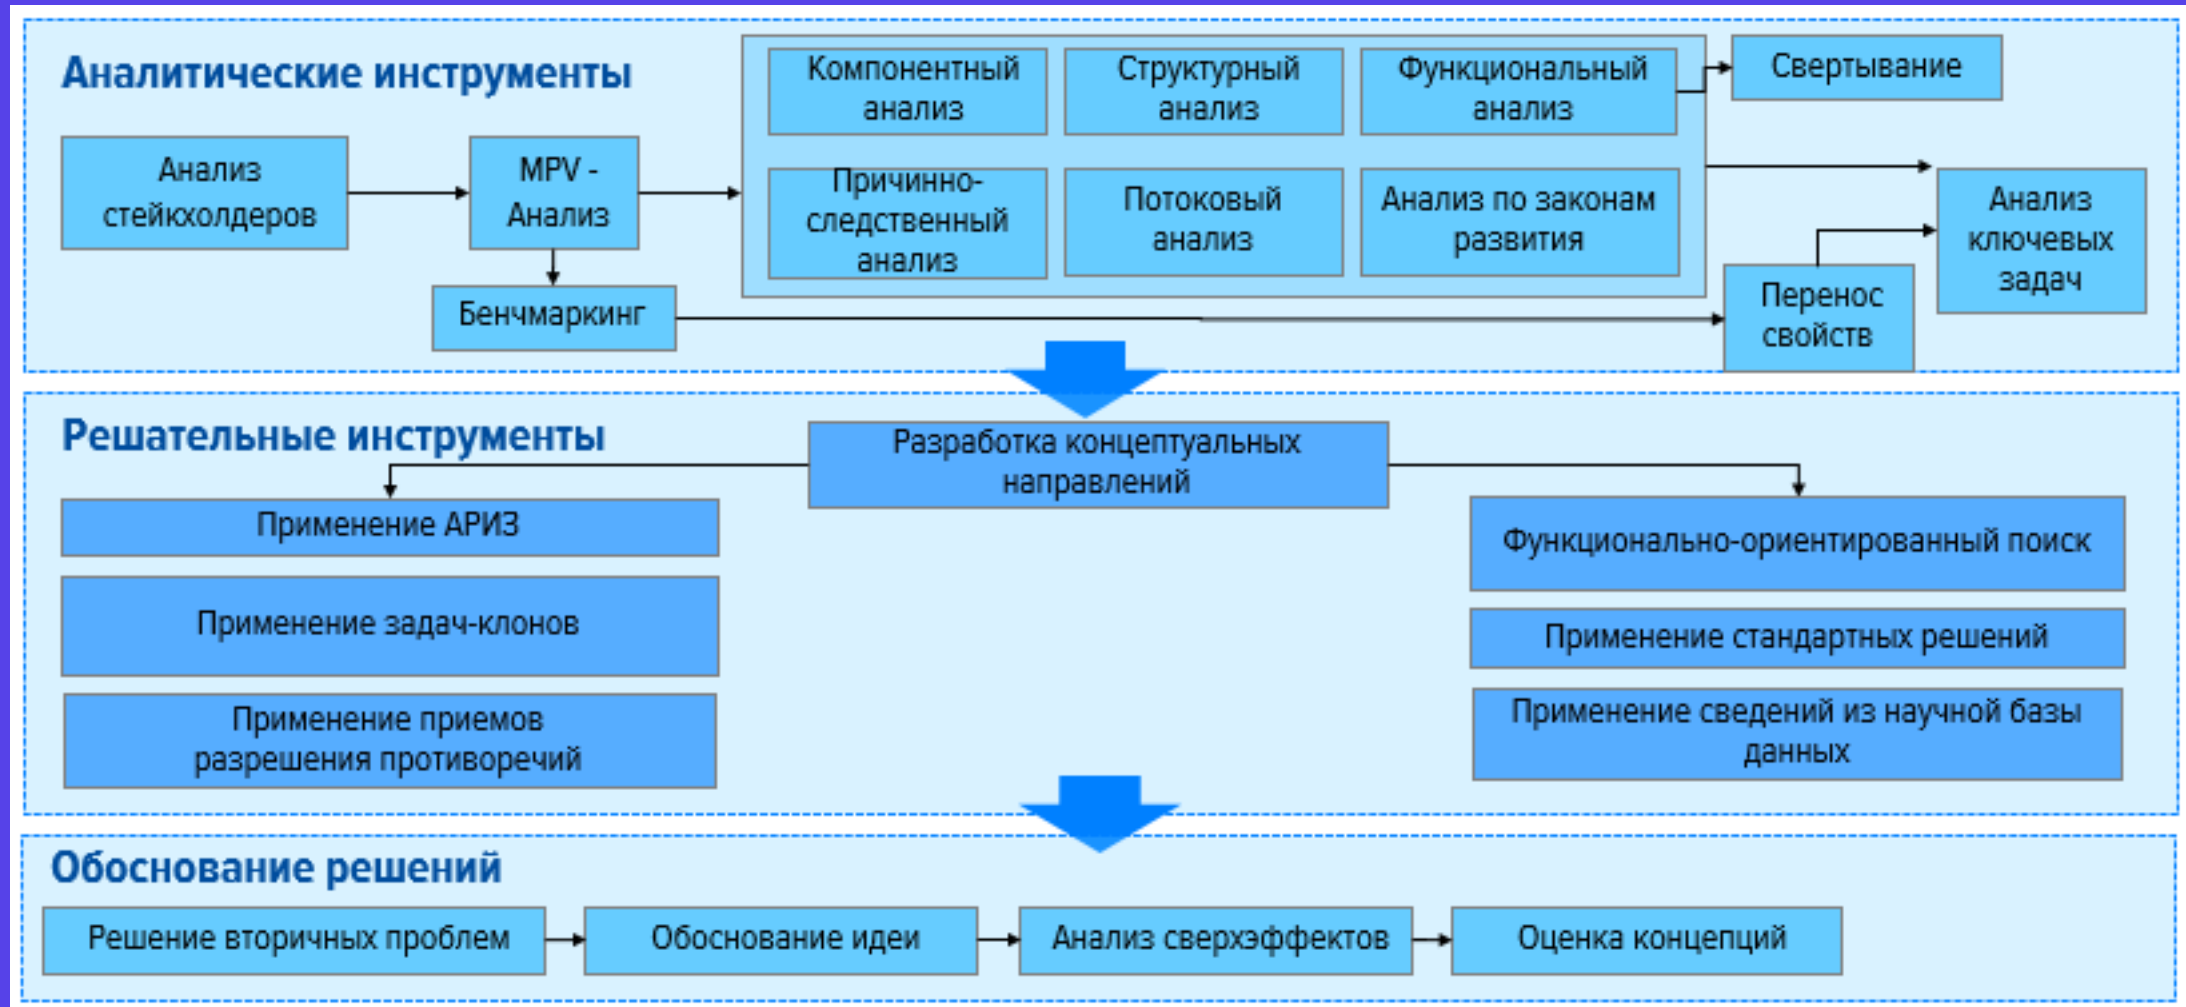 Аналитические инструменты
Компонентный
анализ
Структурный
анализ
Функциональный
анализ
Свертывание
Анализ
стейкхолдеров
MPV -
Анализ
Причинно-
следственный
анализ
Потоковый
анализ
Анализ по законам
развития
Анализ
ключевых
задач
Бенчмаркинг
Перенос
свойств
Решательные инструменты
Разработка концептуальных
направлений
Применение АРИЗ
Применение задач-клонов
Применение приемов
разрешения противоречий
Функционально-ориентированный поиск
Применение стандартных решений
Применение сведений из научной базы
данных
Обоснование решений
Решение вторичных проблем
Обоснование идеи
Анализ сверхэффектов
Оценка концепций